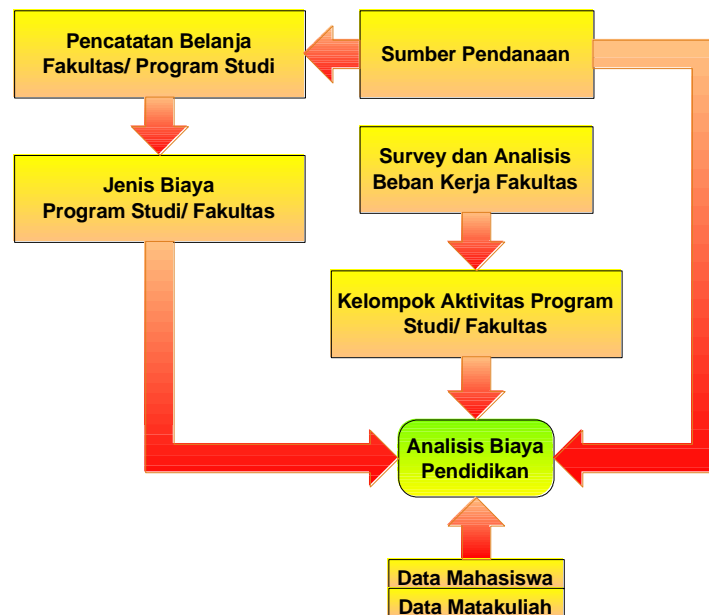 Pencatatan Belanja
Fakultas/ Program Studi
Sumber Pendanaan
Jenis Biaya
Program Studi/ Fakultas
Survey dan Analisis
Beban Kerja Fakultas
Kelompok Aktivitas Program
Studi/ Fakultas
Analisis Biaya
Pendidikan
Data Mahasiswa
Data Matakuliah